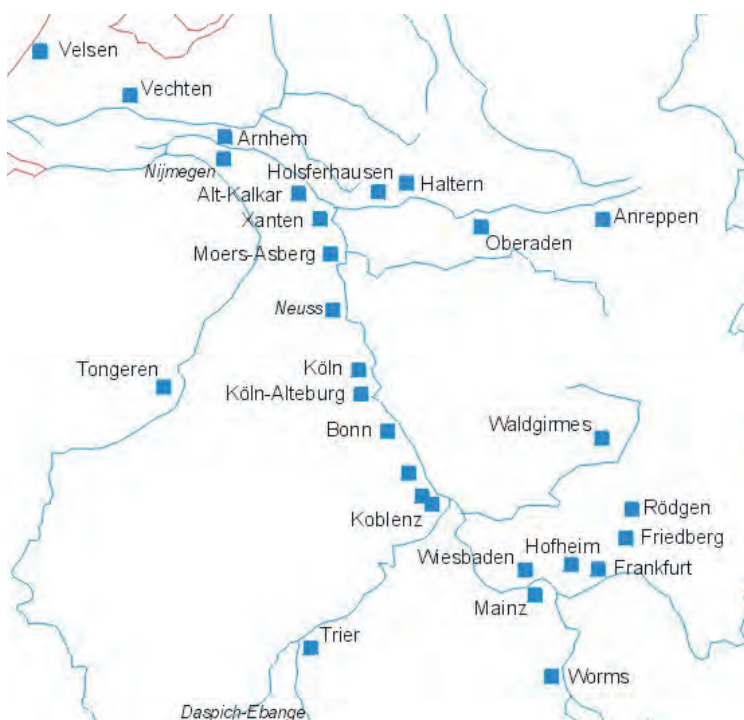 Velsen
Vechten
Arnhem
Nijmegen
Holsferhausen
Haltern
Alt-Kalkar
Xanten
Anreppen
Oberaden
Moers-Asberg
Neuss
Tongeren
Köln
Köln-Alteburg
Bonn
Waldgirmes
Koblenz
Rödgen
Friedberg
Hofheim
Wiesbaden
Frankfurt
Mainz
Trier
Worms
Daspich-Ebange